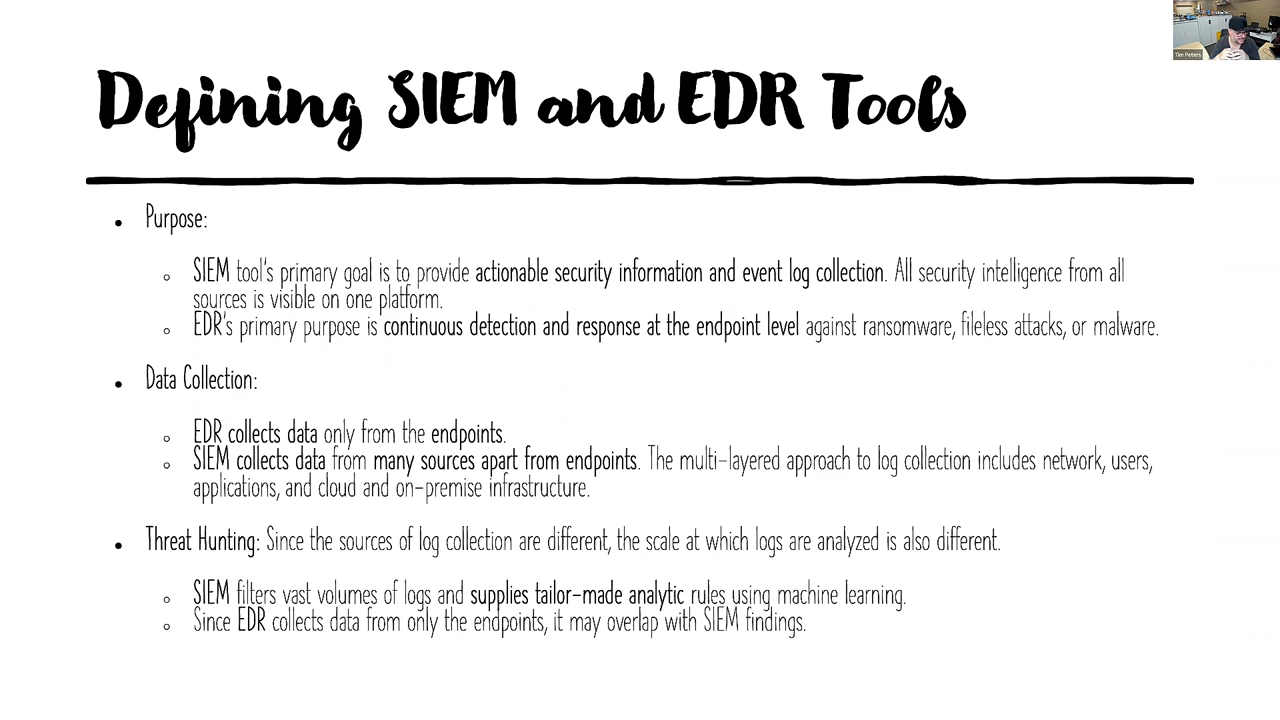 Defining SIEM and EDR Tools
Tim Peters
• Purpose:
◦ SIEM tool's primary goal is to provide actionable security information and event log collection. All security intelligence from all
sources is visible on one platform.
◦ EDR's primary purpose is continuous detection and response at the endpoint level against ransomware, fileless attacks, or malware.
• Data Collection:
◦ EDR collects data only from the endpoints.
◦ SIEM collects data from many sources apart from endpoints. The multi-layered approach to log collection includes network, users,
applications, and cloud and on-premise infrastructure.
• Threat Hunting: Since the sources of log collection are different, the scale at which logs are analyzed is also different.
◦ SIEM filters vast volumes of logs and supplies tailor-made analytic rules using machine learning.
◦ Since EDR collects data from only the endpoints, it may overlap with SIEM findings.